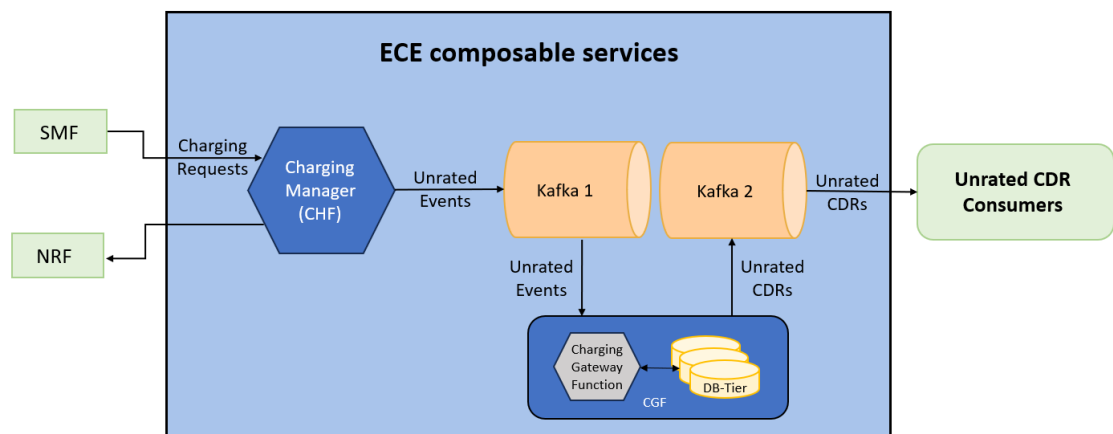 ECE composable services
SMF
Charging
Requests
NRF
Charging
Manager
(CHF)
Unrated
Events
Kafka 1
Kafka 2
Unrated
CDRs
Unrated CDR
Consumers
Unrated
Events
Unrated
CDRs
Charging
Gateway
Function
DB-Tier
CGF